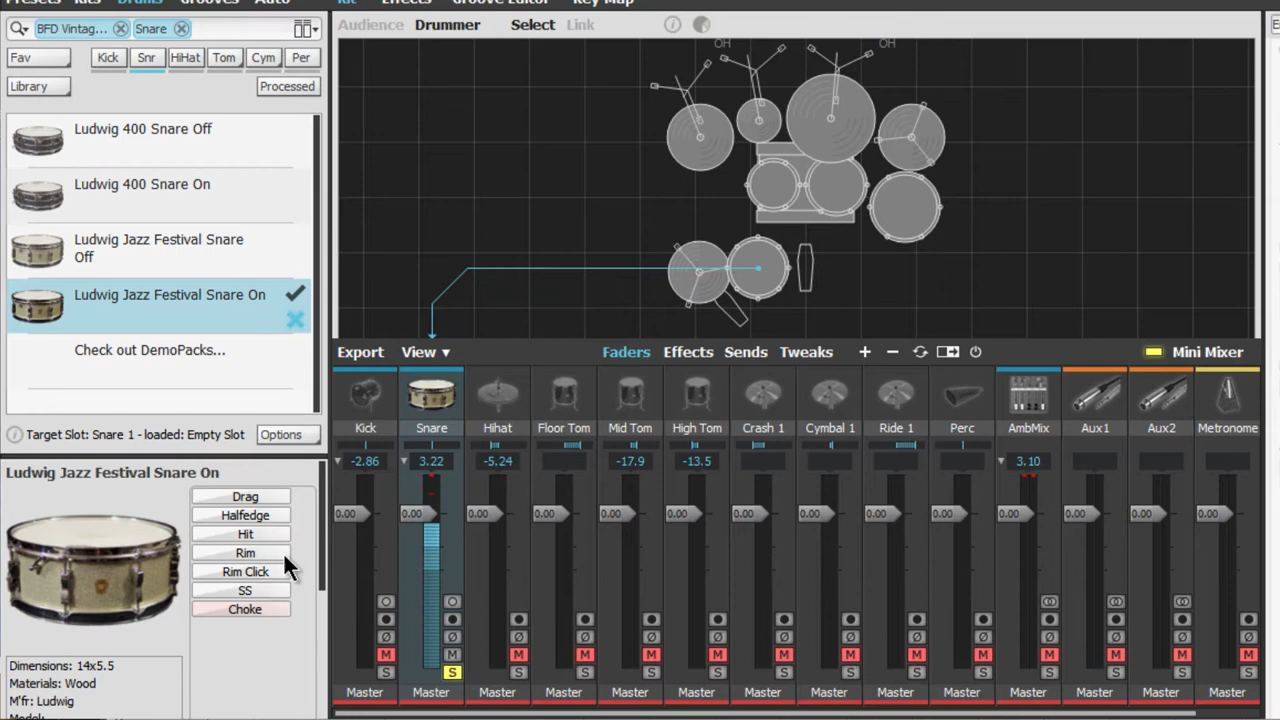 Presets Kits Drums Grooves Auto
Kit Effects Groove Editor Key Map
BFD Vintag... Snare
Audience Drummer Select Link
OH OH
Fav Kick Snr HiHat Tom Cym Per
Library Processed
Ludwig 400 Snare Off
Ludwig 400 Snare On
Ludwig Jazz Festival Snare
Off
Ludwig Jazz Festival Snare On
Check out DemoPacks...
Target Slot: Snare 1 - loaded: Empty Slot Options
Export View Faders Effects Sends Tweaks Mini Mixer
Kick Snare Hihat Floor Tom Mid Tom High Tom Crash 1 Cymbal 1 Ride 1 Perc AmbMix Aux1 Aux2 Metronome
-2.86 3.22 -5.24 -17.9 -13.5 3.10
0.00 0.00 0.00 0.00 0.00 0.00 0.00 0.00 0.00 0.00 0.00 0.00 0.00 0.00
Ludwig Jazz Festival Snare On
Drag
Halfedge
Hit
Rim
Rim Click
SS
Choke
M M M M M M M M M M M M M M
S S S S S S S S S S S S S S
Master Master Master Master Master Master Master Master Master Master Master Master Master Master
Dimensions: 14x5.5
Materials: Wood
M'fr: Ludwig
Model: